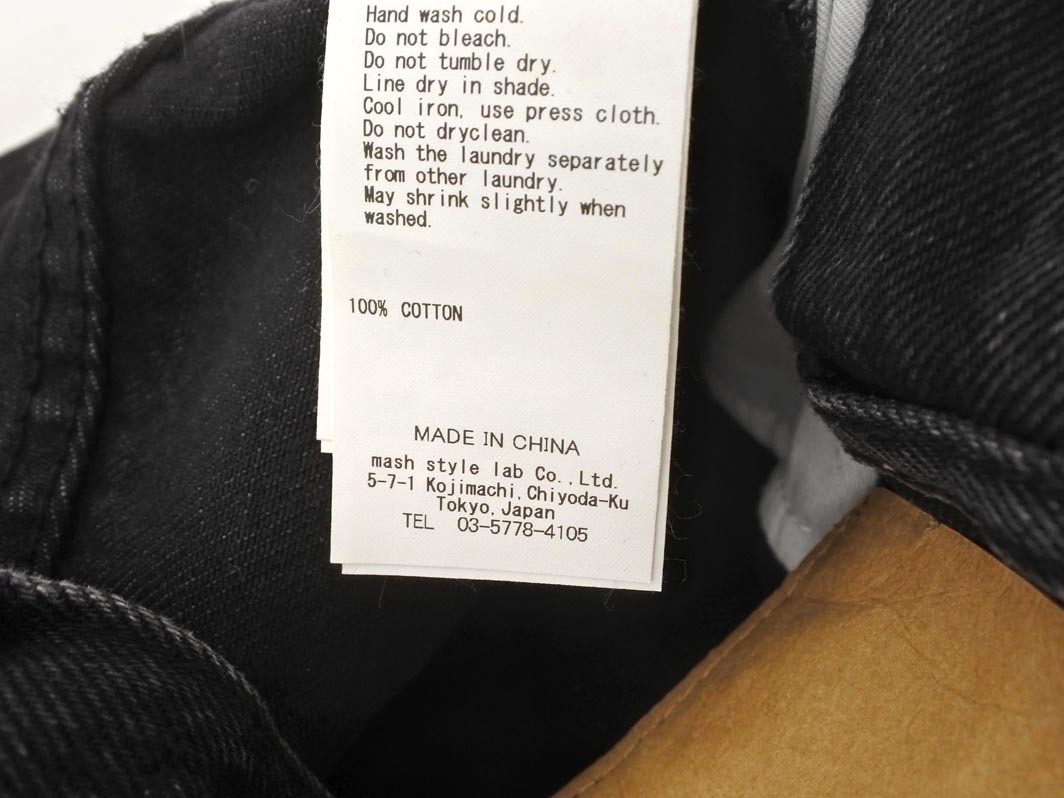 Hand wash cold.
Do not bleach.
Do not tumble dry.
Line dry in shade.
Cool iron, use press cloth.
Do not dryclean.
Wash the laundry separately
from other laundry.
May shrink slightly when
washed.
100% COTTON
MADE IN CHINA
mash style lab Co.,Ltd.
5-7-1 Kojimachi,Chiyoda-Ku
Tokyo,Japan
TEL 03-5778-4105